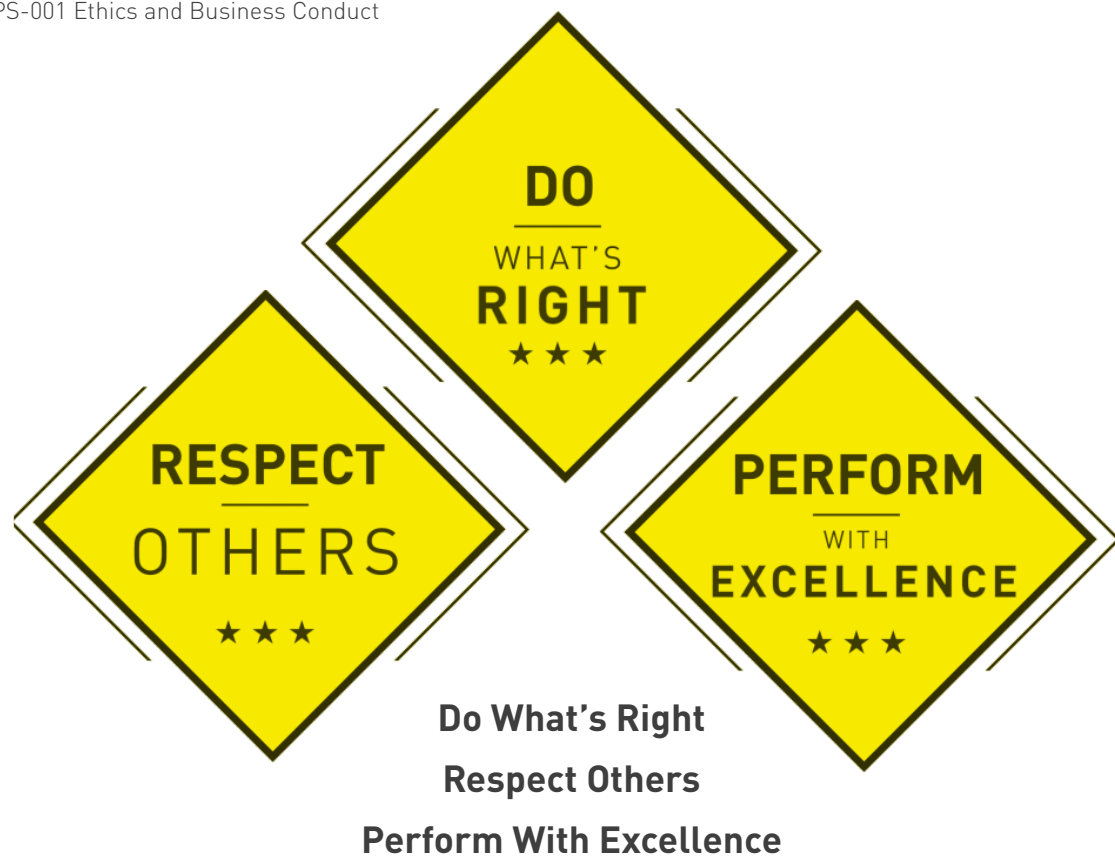 PS-001 Ethics and Business Conduct
DO
WHAT'S
RIGHT
★ ★ ★
RESPECT
OTHERS
★ ★ ★
PERFORM
WITH
EXCELLENCE
★ ★ ★
Do What's Right
Respect Others
Perform With Excellence